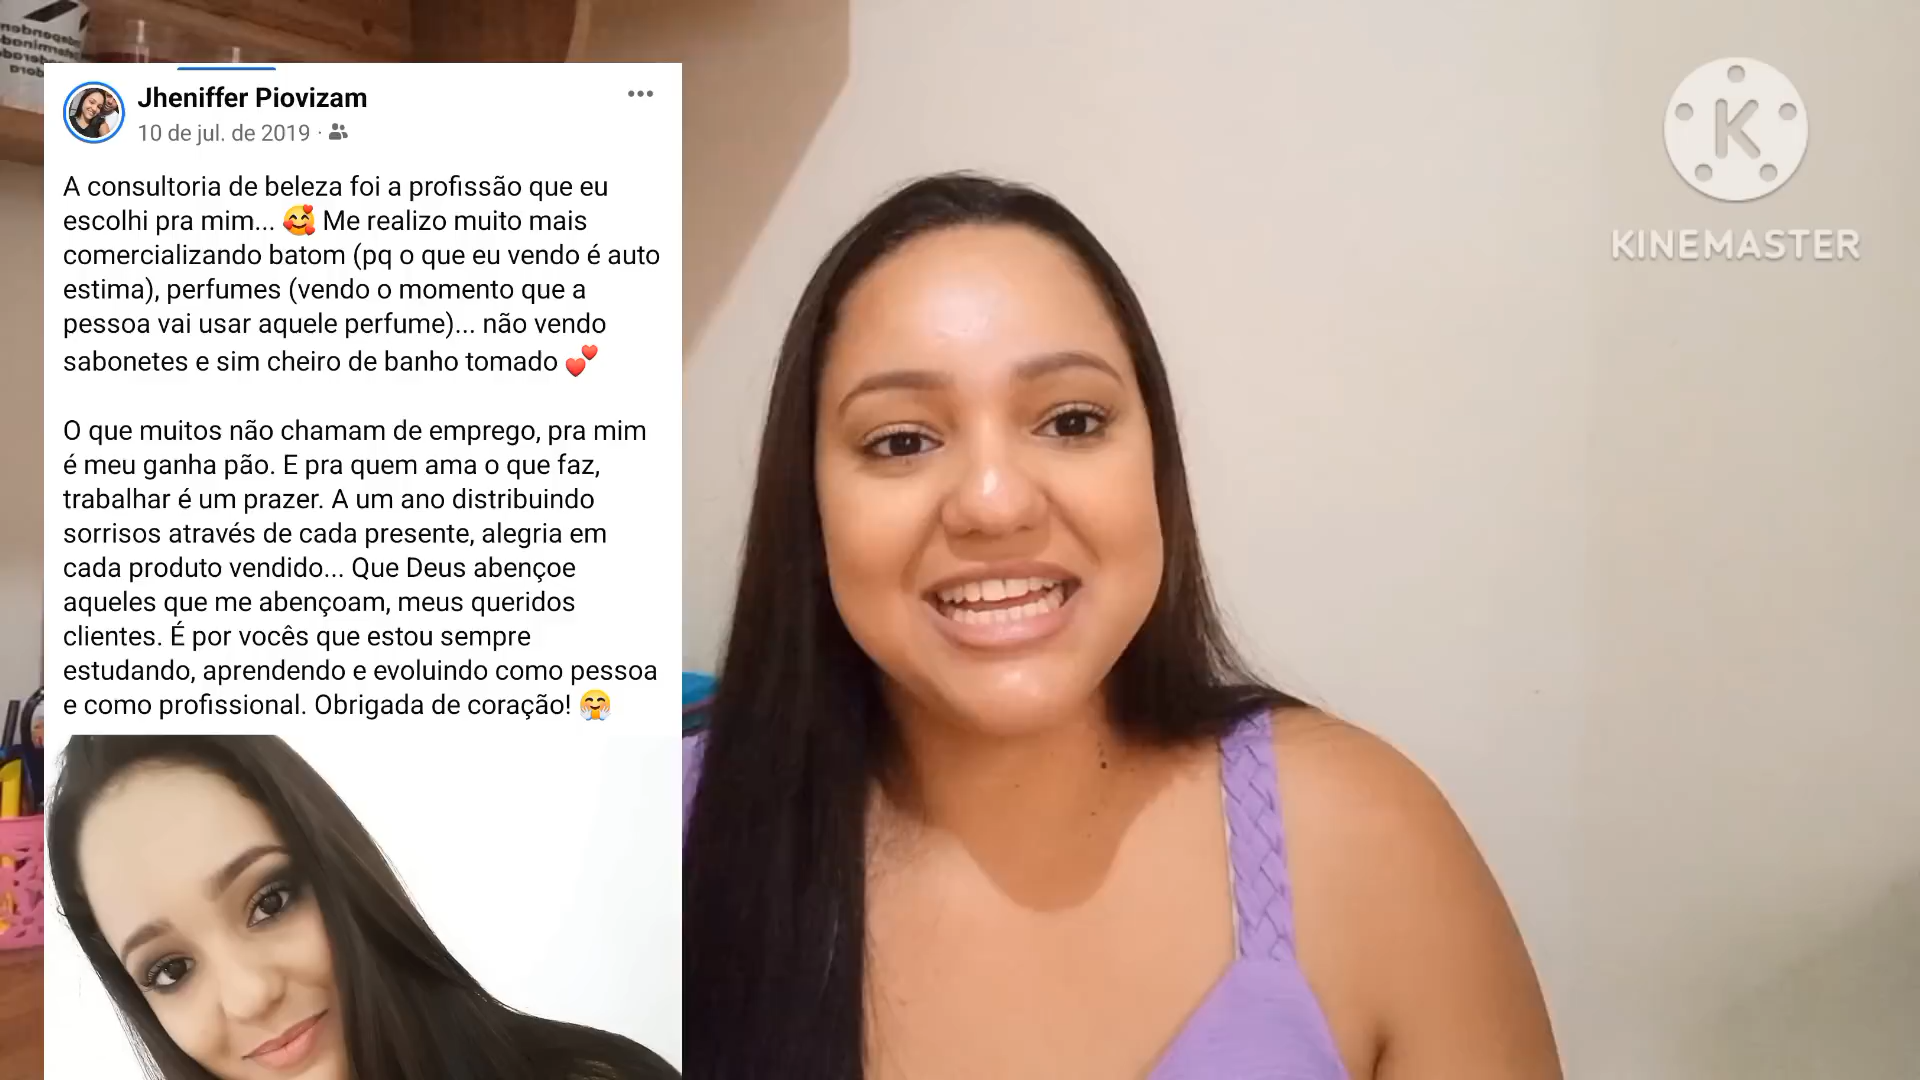 Jheniffer Piovizam
10 de jul. de 2019 ·
A consultoria de beleza foi a profissão que eu
escolhi pra mim... 🥰 Me realizo muito mais
comercializando batom (pq o que eu vendo é auto
estima), perfumes (vendo o momento que a
pessoa vai usar aquele perfume)... não vendo
sabonetes e sim cheiro de banho tomado 💕
O que muitos não chamam de emprego, pra mim
é meu ganha pão. E pra quem ama o que faz,
trabalhar é um prazer. A um ano distribuindo
sorrisos através de cada presente, alegria em
cada produto vendido... Que Deus abençoe
aqueles que me abençoam, meus queridos
clientes. É por vocês que estou sempre
estudando, aprendendo e evoluindo como pessoa
e como profissional. Obrigada de coração! 🤗
K
KINEMASTER